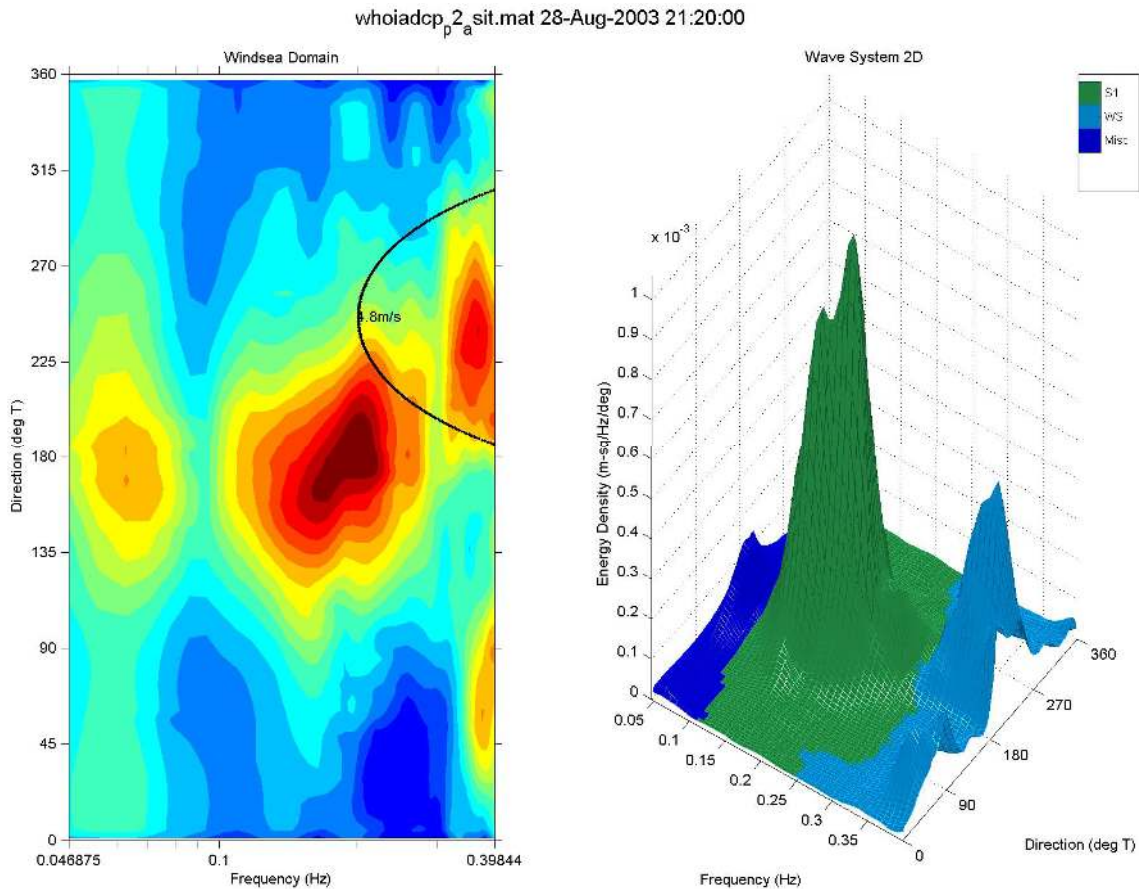 whoiadcp_p2_asit.mat 28-Aug-2003 21:20:00
Windsea Domain
360
315
270
225
180
135
90
45
0
Direction (deg T)
4.8m/s
0.046875
0.1
0.39844
Frequency (Hz)
Wave System 2D
S1
WS
Misc
x 10^-3
1
0.9
0.8
0.7
0.6
0.5
0.4
0.3
0.2
0.1
0
Energy Density (m-sq/Hz/deg)
0.05
0.1
0.15
0.2
0.25
0.3
0.35
Frequency (Hz)
360
270
180
90
0
Direction (deg T)